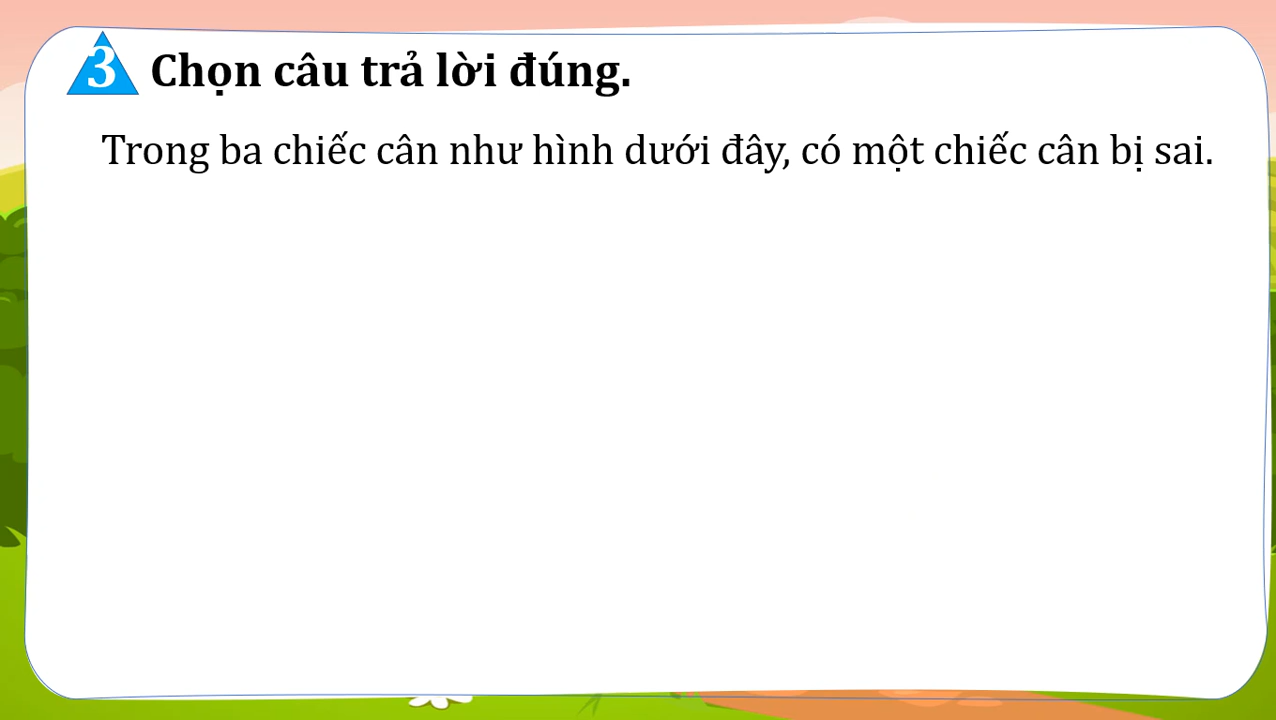 3 Chọn câu trả lời đúng.
Trong ba chiếc cân như hình dưới đây, có một chiếc cân bị sai.